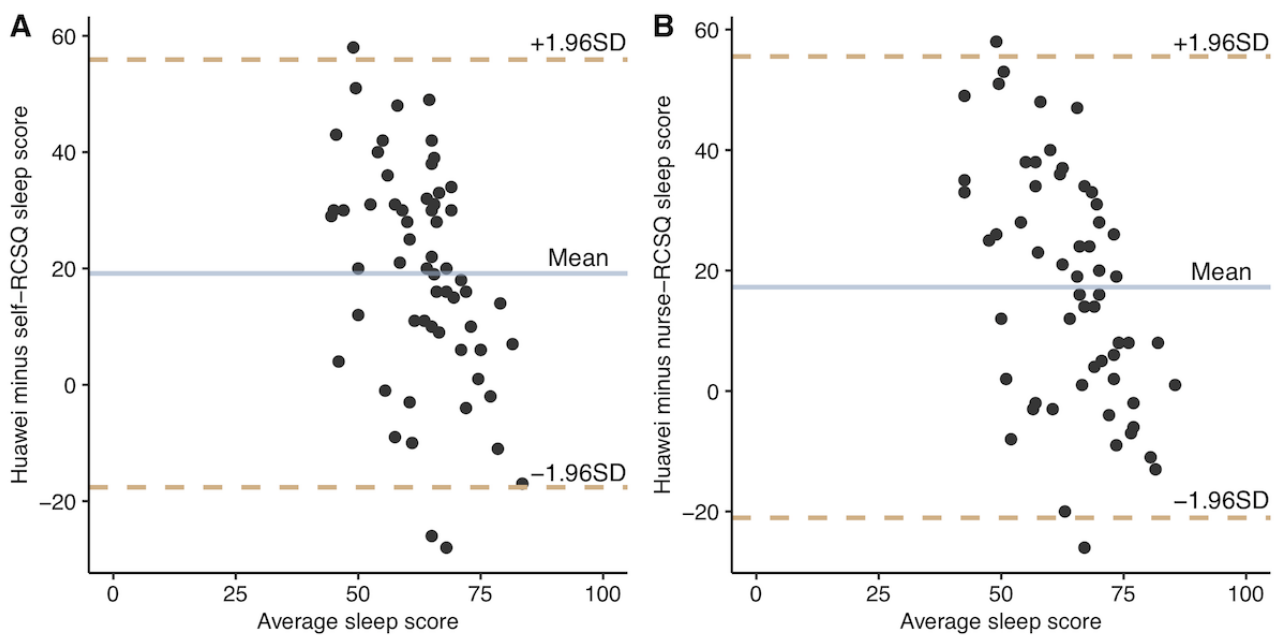 A
Huawei minus self−RCSQ sleep score
60
40
20
0
−20
+1.96SD
Mean
−1.96SD
0 25 50 75 100
Average sleep score
B
Huawei minus nurse−RCSQ sleep score
60
40
20
0
−20
+1.96SD
Mean
−1.96SD
0 25 50 75 100
Average sleep score